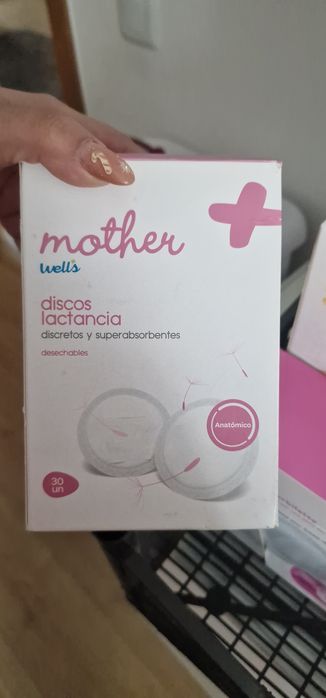 mother
well's
discos
lactancia
discretos y superabsorbentes
desechables
Anatómico
30
un